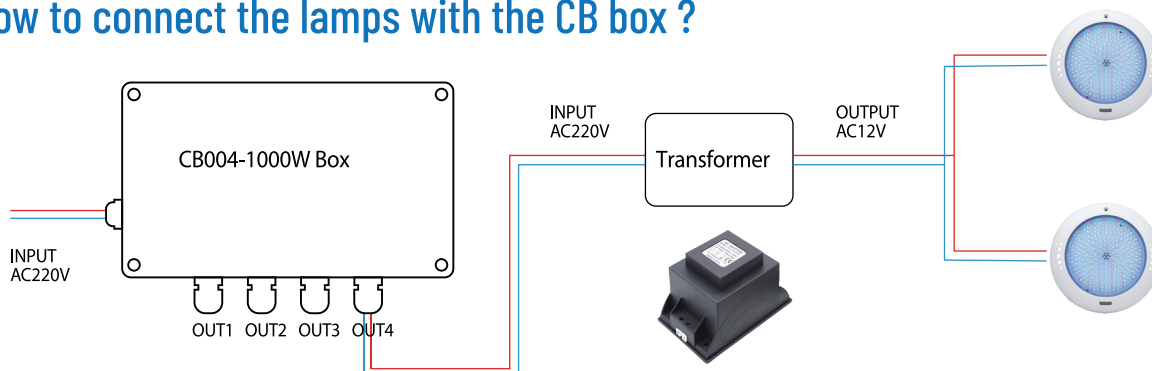 ow to connect the lamps with the CB box ?
INPUT
AC220V
OUTPUT
AC12V
CB004-1000W Box
Transformer
INPUT
AC220V
OUT1 OUT2 OUT3 OUT4